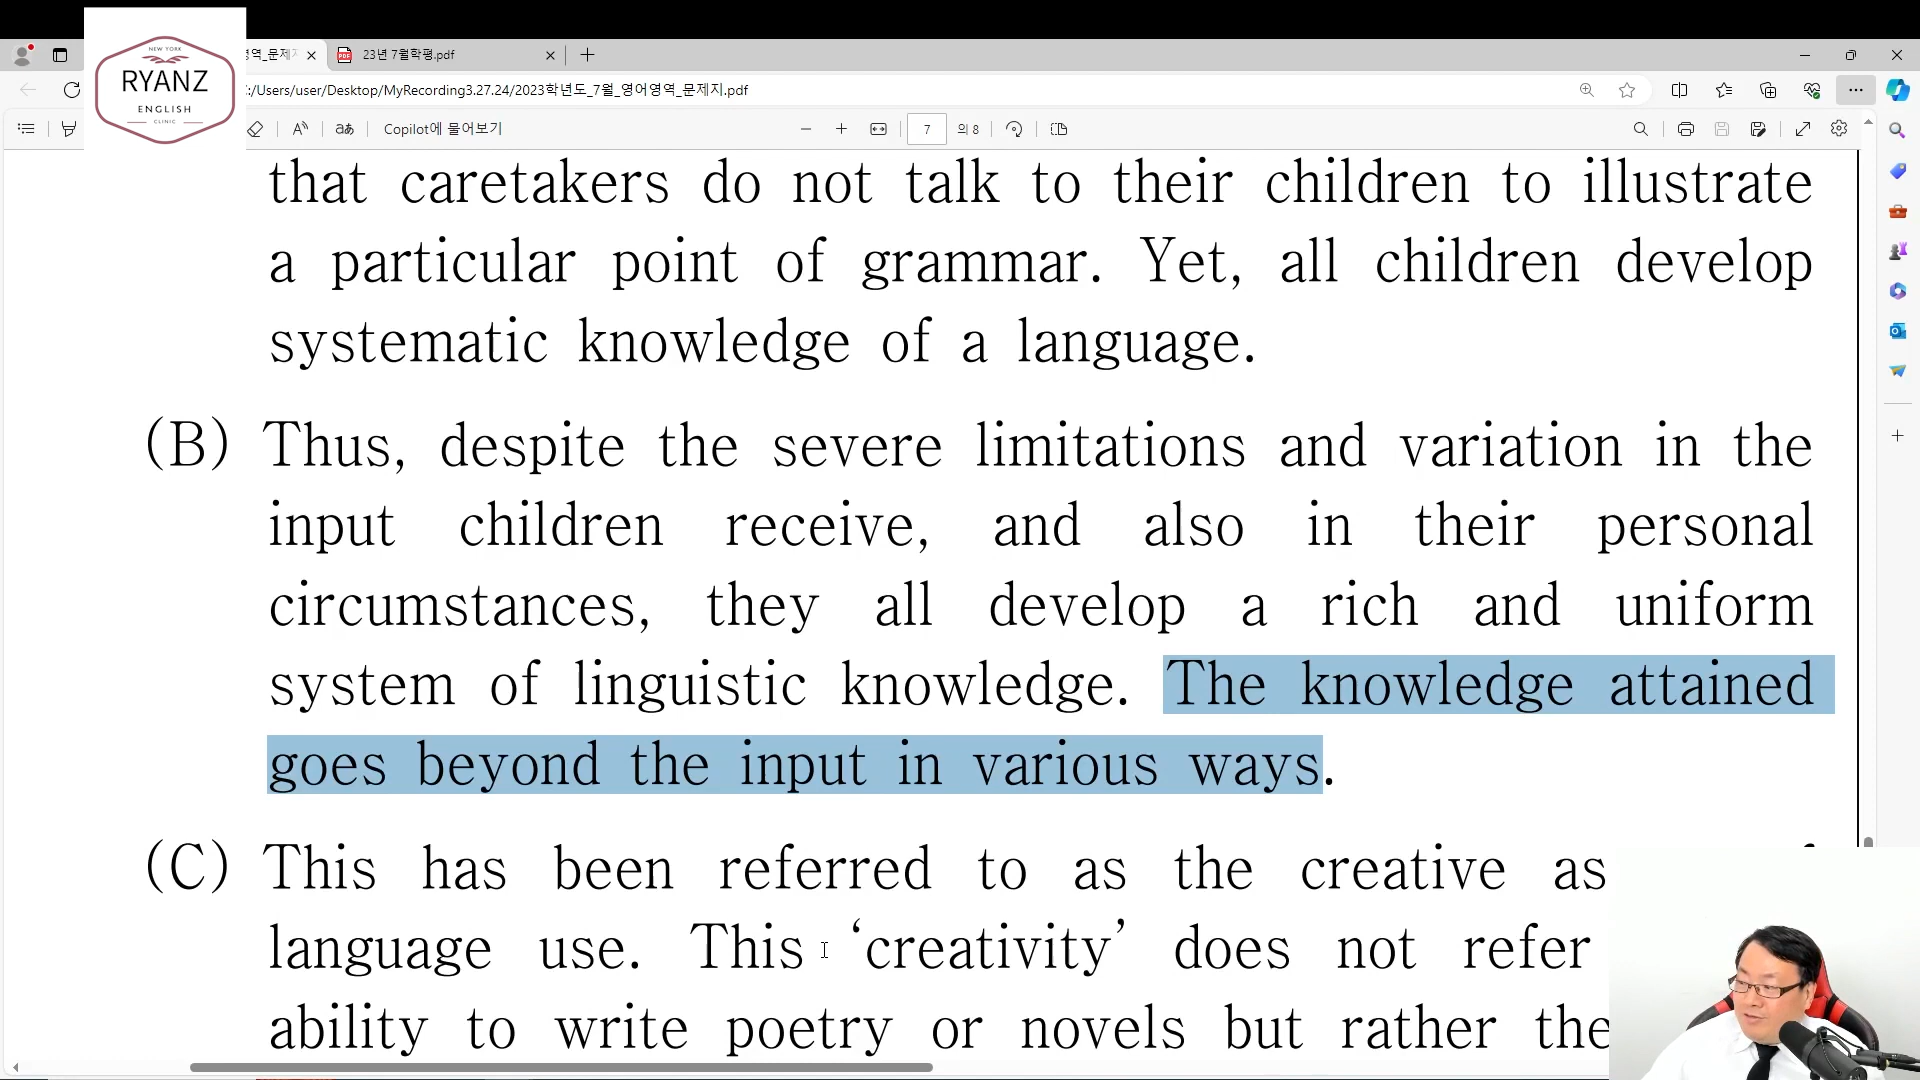 NEW YORK
RYANZ
ENGLISH
CLINIC
23년 7월학평.pdf
:/Users/user/Desktop/MyRecording3.27.24/2023학년도_7월_영어영역_문제지.pdf
Copilot에 물어보기
7 의 8
that caretakers do not talk to their children to illustrate
a particular point of grammar. Yet, all children develop
systematic knowledge of a language.
(B) Thus, despite the severe limitations and variation in the
input children receive, and also in their personal
circumstances, they all develop a rich and uniform
system of linguistic knowledge. The knowledge attained
goes beyond the input in various ways.
(C) This has been referred to as the creative as
language use. This ‘creativity’ does not refer
ability to write poetry or novels but rather the